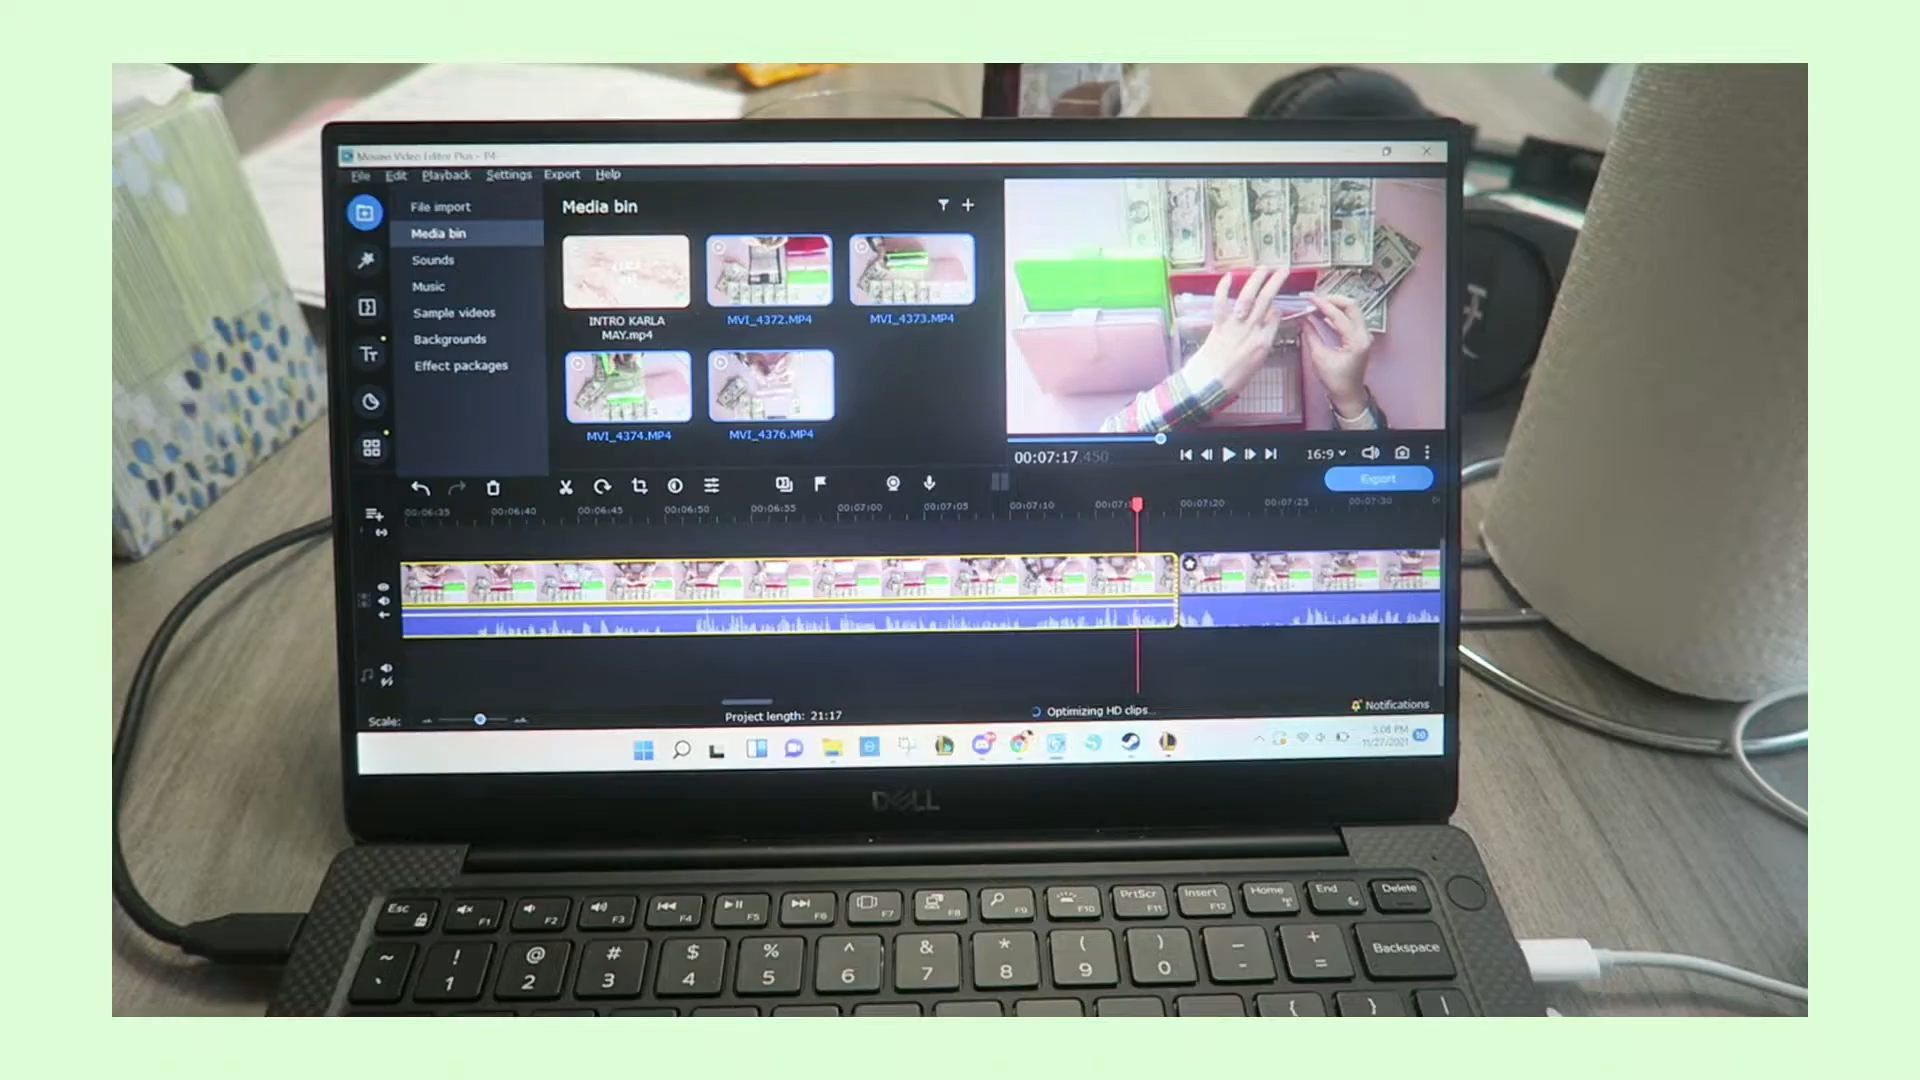 Movavi Video Editor Plus - P4
File Edit Playback Settings Export Help
File import
Media bin
Sounds
Music
Sample videos
Backgrounds
Effect packages
Media bin
INTRO KARLA
MAY.mp4
MVI_4372.MP4
MVI_4373.MP4
MVI_4374.MP4
MVI_4376.MP4
00:07:17.450
16:9
Export
00:06:35 00:06:40 00:06:45 00:06:50 00:06:55 00:07:00 00:07:05 00:07:10 00:07:20 00:07:25 00:07:30
Scale:
Project length: 21:17
Optimizing HD clips...
Notifications
5:08 PM
11/27/2021
10
DELL
Esc F1 F2 F3 F4 F5 F6 F7 F8 F9 F10 PrtScr F11 Insert F12 Home End Delete
~ ! @ # $ % ^ & * ( ) _ + Backspace
` 1 2 3 4 5 6 7 8 9 0 - =
{ } |